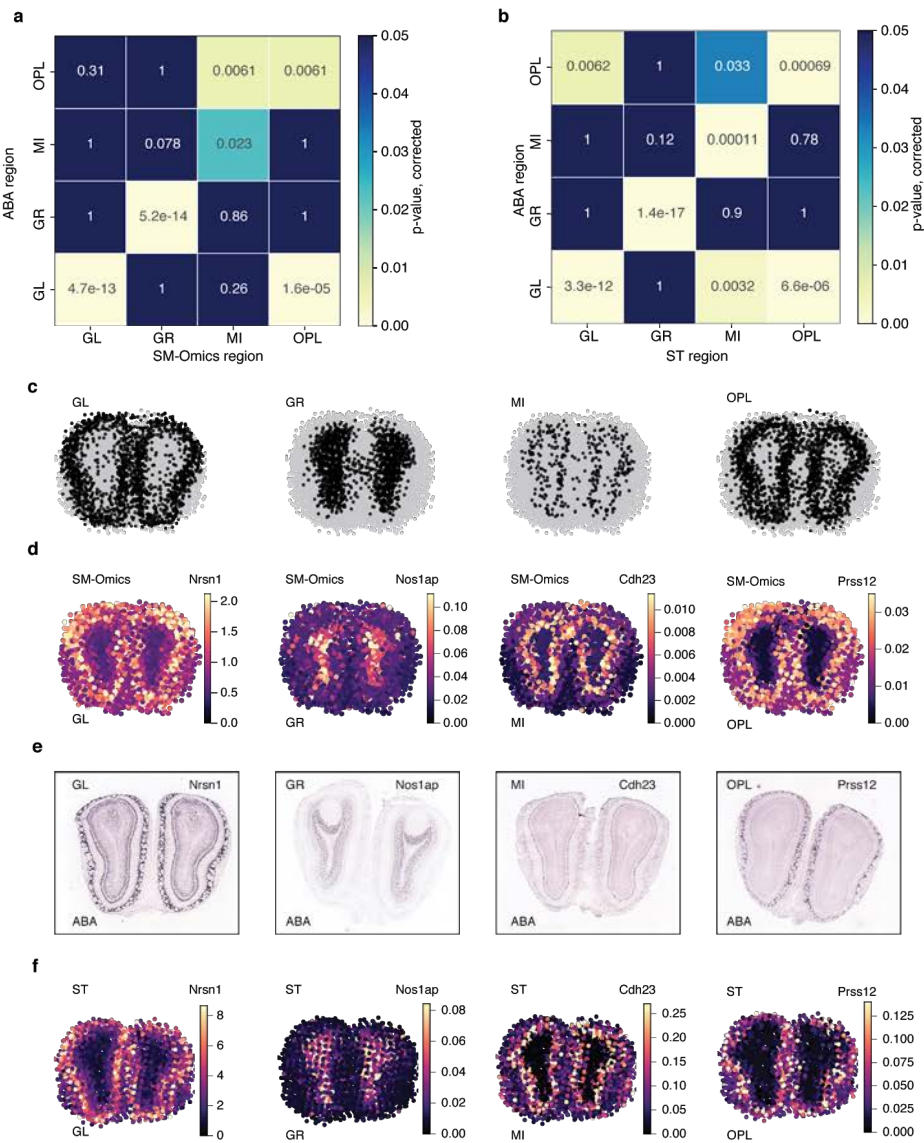 a
OPL 0.31 1 0.0061 0.0061
MI 1 0.078 0.023 1
GR 1 5.2e-14 0.86 1
GL 4.7e-13 1 0.26 1.6e-05
GL GR MI OPL
SM-Omics region
ABA region
0.05
0.04
0.03
0.02
0.01
0.00
p-value, corrected
b
OPL 0.0062 1 0.033 0.00069
MI 1 0.12 0.00011 0.78
GR 1 1.4e-17 0.9 1
GL 3.3e-12 1 0.0032 6.6e-06
GL GR MI OPL
ST region
ABA region
0.05
0.04
0.03
0.02
0.01
0.00
p-value, corrected
c
GL
GR
MI
OPL
d
SM-Omics Nrsn1
2.0
1.5
1.0
0.5
0.0
GL
SM-Omics Nos1ap
0.10
0.08
0.06
0.04
0.02
0.00
GR
SM-Omics Cdh23
0.010
0.008
0.006
0.004
0.002
0.000
MI
SM-Omics Prss12
0.03
0.02
0.01
0.00
OPL
e
GL Nrsn1
ABA
GR Nos1ap
ABA
MI Cdh23
ABA
OPL Prss12
ABA
f
ST Nrsn1
8
6
4
2
0
GL
ST Nos1ap
0.08
0.06
0.04
0.02
0.00
GR
ST Cdh23
0.25
0.20
0.15
0.10
0.05
0.00
MI
ST Prss12
0.125
0.100
0.075
0.050
0.025
0.000
OPL